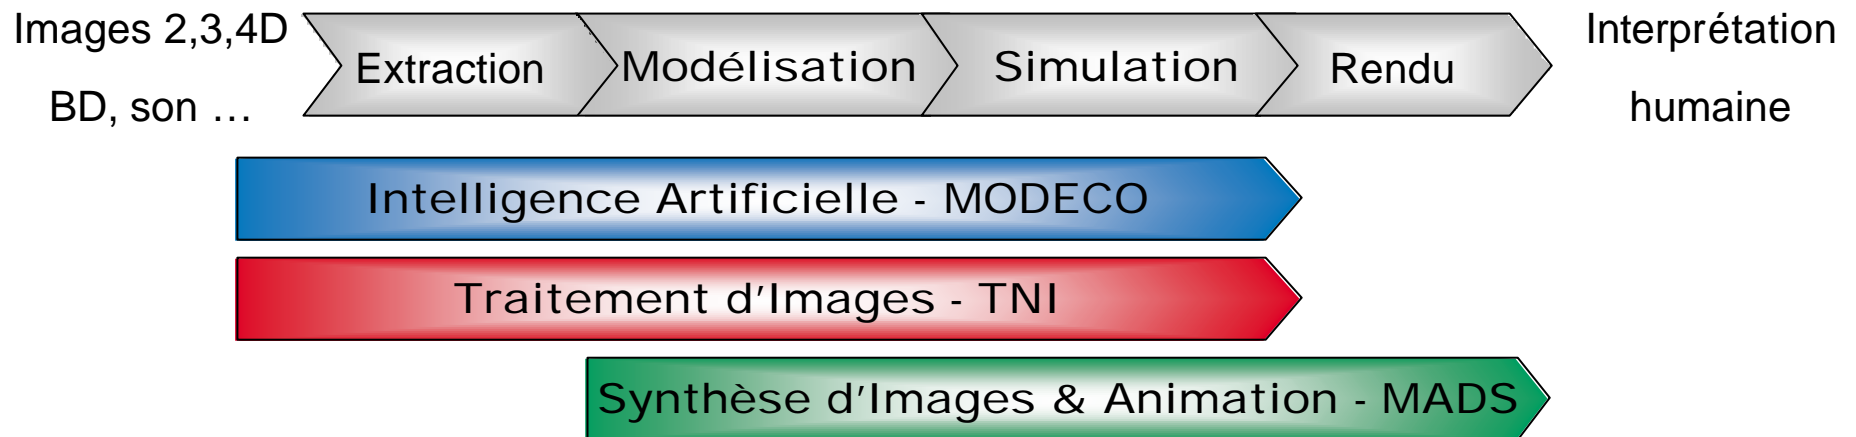 Images 2,3,4D
BD, son …
Extraction
Modélisation
Simulation
Rendu
Interprétation
humaine
Intelligence Artificielle - MODECO
Traitement d'Images - TNI
Synthèse d'Images & Animation - MADS